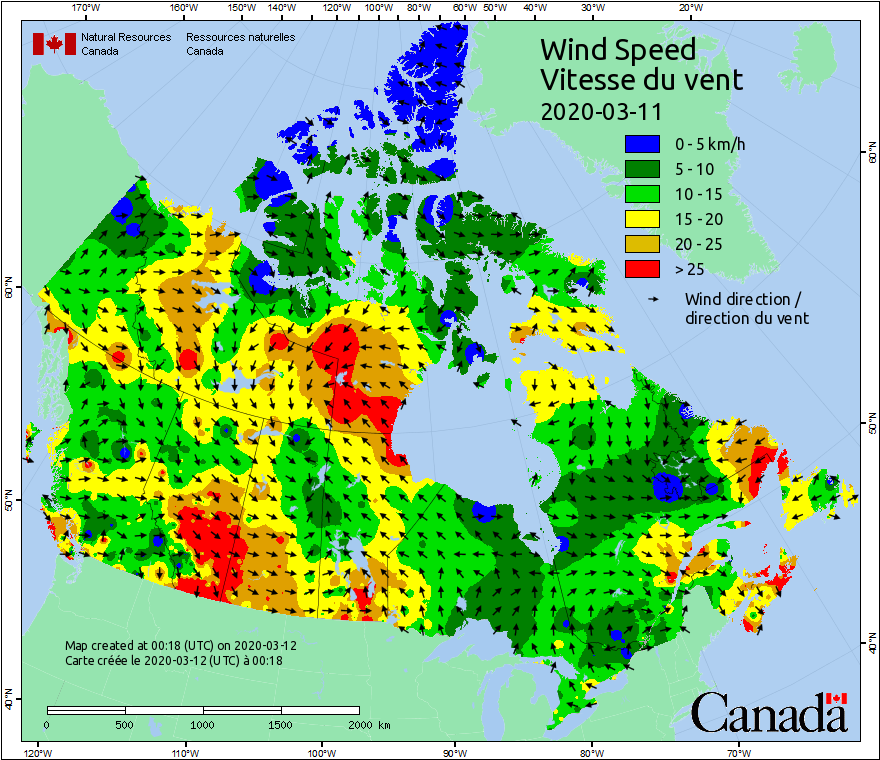 170°W 160°W 150°W 140°W 120°W 110°W 100°W 90°W 80°W 70°W 60°W 50°W 40°W 30°W 20°W
Natural Resources Canada
Ressources naturelles Canada
Wind Speed
Vitesse du vent
2020-03-11
0 - 5 km/h
5 - 10
10 - 15
15 - 20
20 - 25
> 25
Wind direction /
direction du vent
60°N
60°N
50°N
50°N
40°N
40°N
Map created at 00:18 (UTC) on 2020-03-12
Carte créée le 2020-03-12 (UTC) à 00:18
0 500 1000 1500 2000 km
Canada
120°W 110°W 100°W 90°W 80°W 70°W